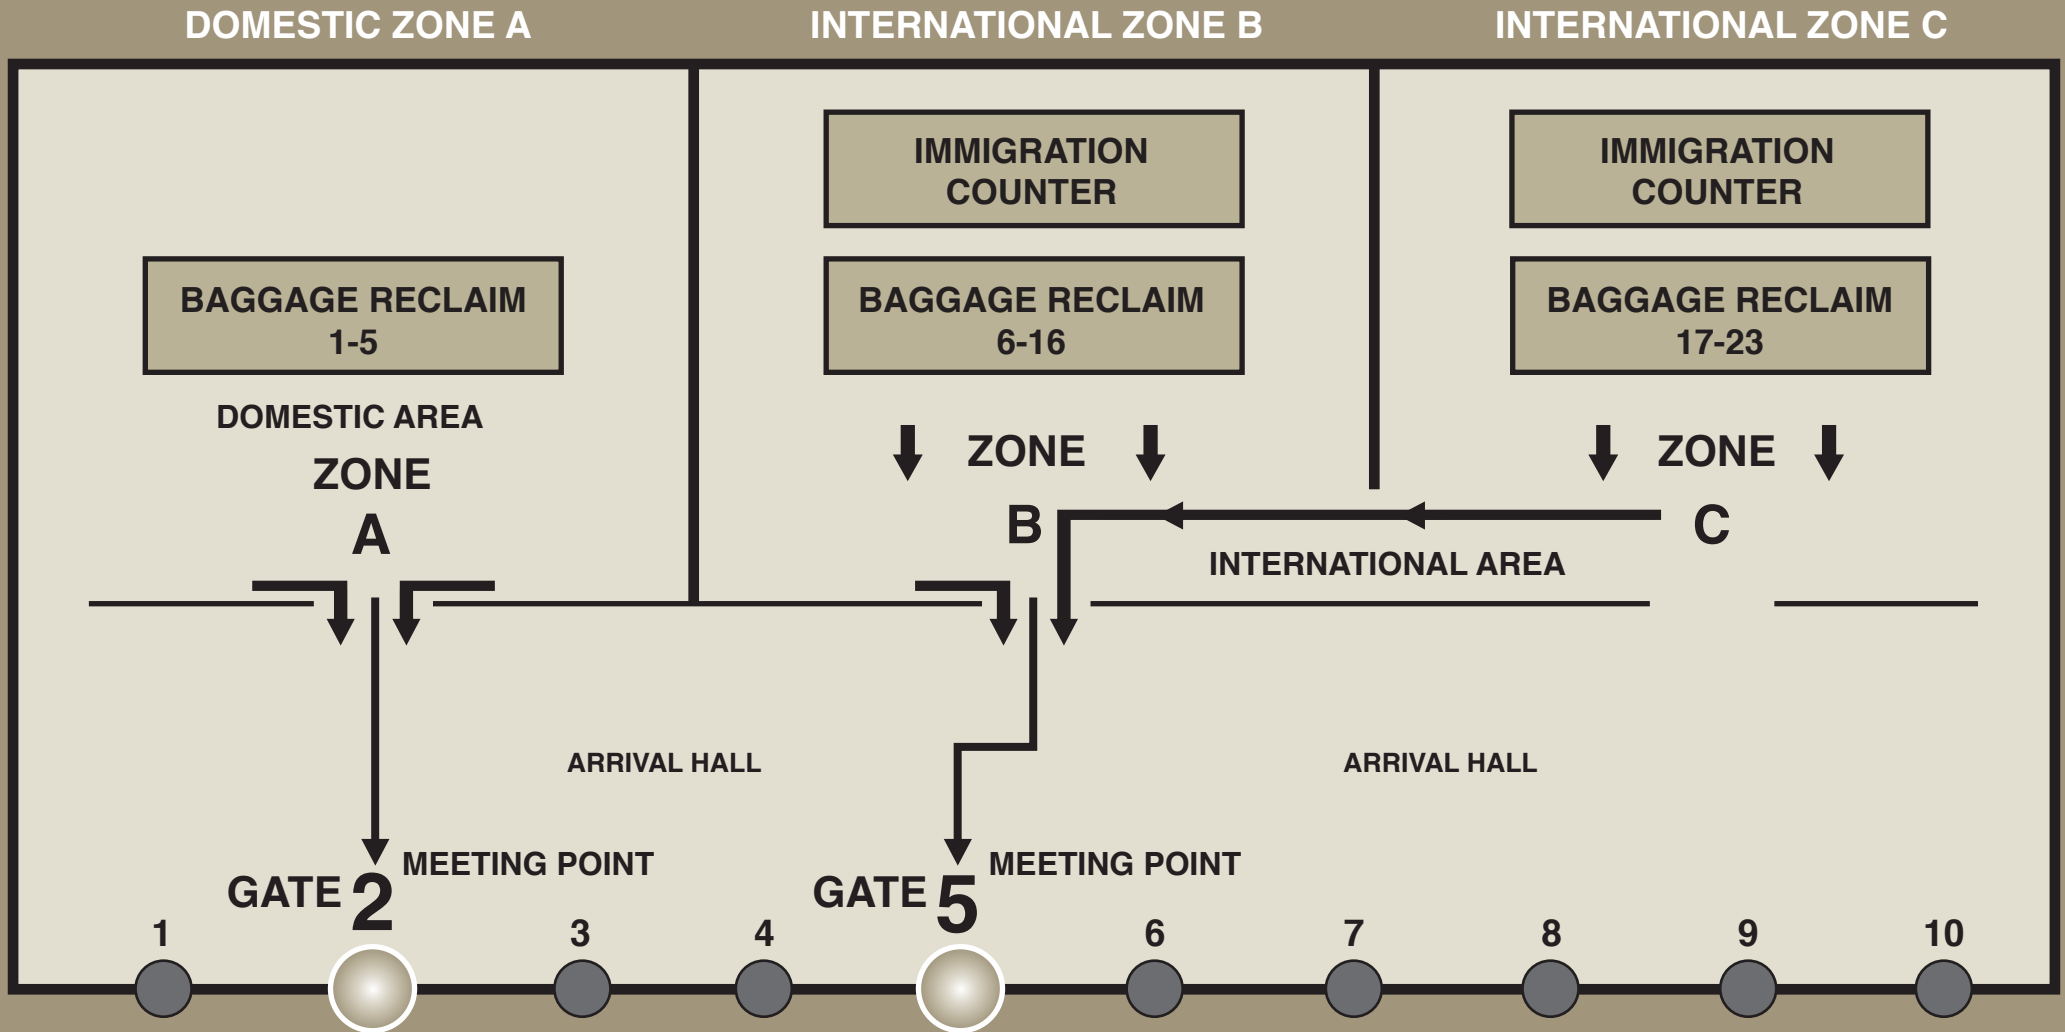 DOMESTIC ZONE A
INTERNATIONAL ZONE B
INTERNATIONAL ZONE C
IMMIGRATION
COUNTER
IMMIGRATION
COUNTER
BAGGAGE RECLAIM
1-5
BAGGAGE RECLAIM
6-16
BAGGAGE RECLAIM
17-23
DOMESTIC AREA
ZONE
A
ZONE
B
ZONE
C
INTERNATIONAL AREA
ARRIVAL HALL
ARRIVAL HALL
MEETING POINT
GATE 2
MEETING POINT
GATE 5
1
3
4
6
7
8
9
10